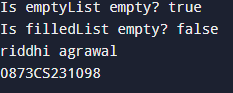 Is emptyList empty? true
Is filledList empty? false
riddhi agrawal
0873CS231098